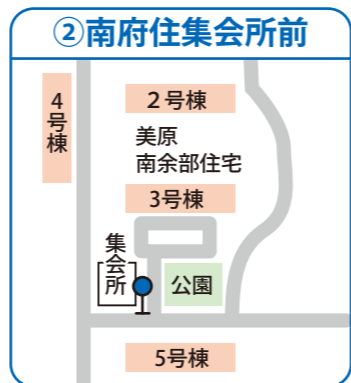 ②南府住集会所前
4号棟
2号棟
美原
南余部住宅
3号棟
集会所
公園
5号棟